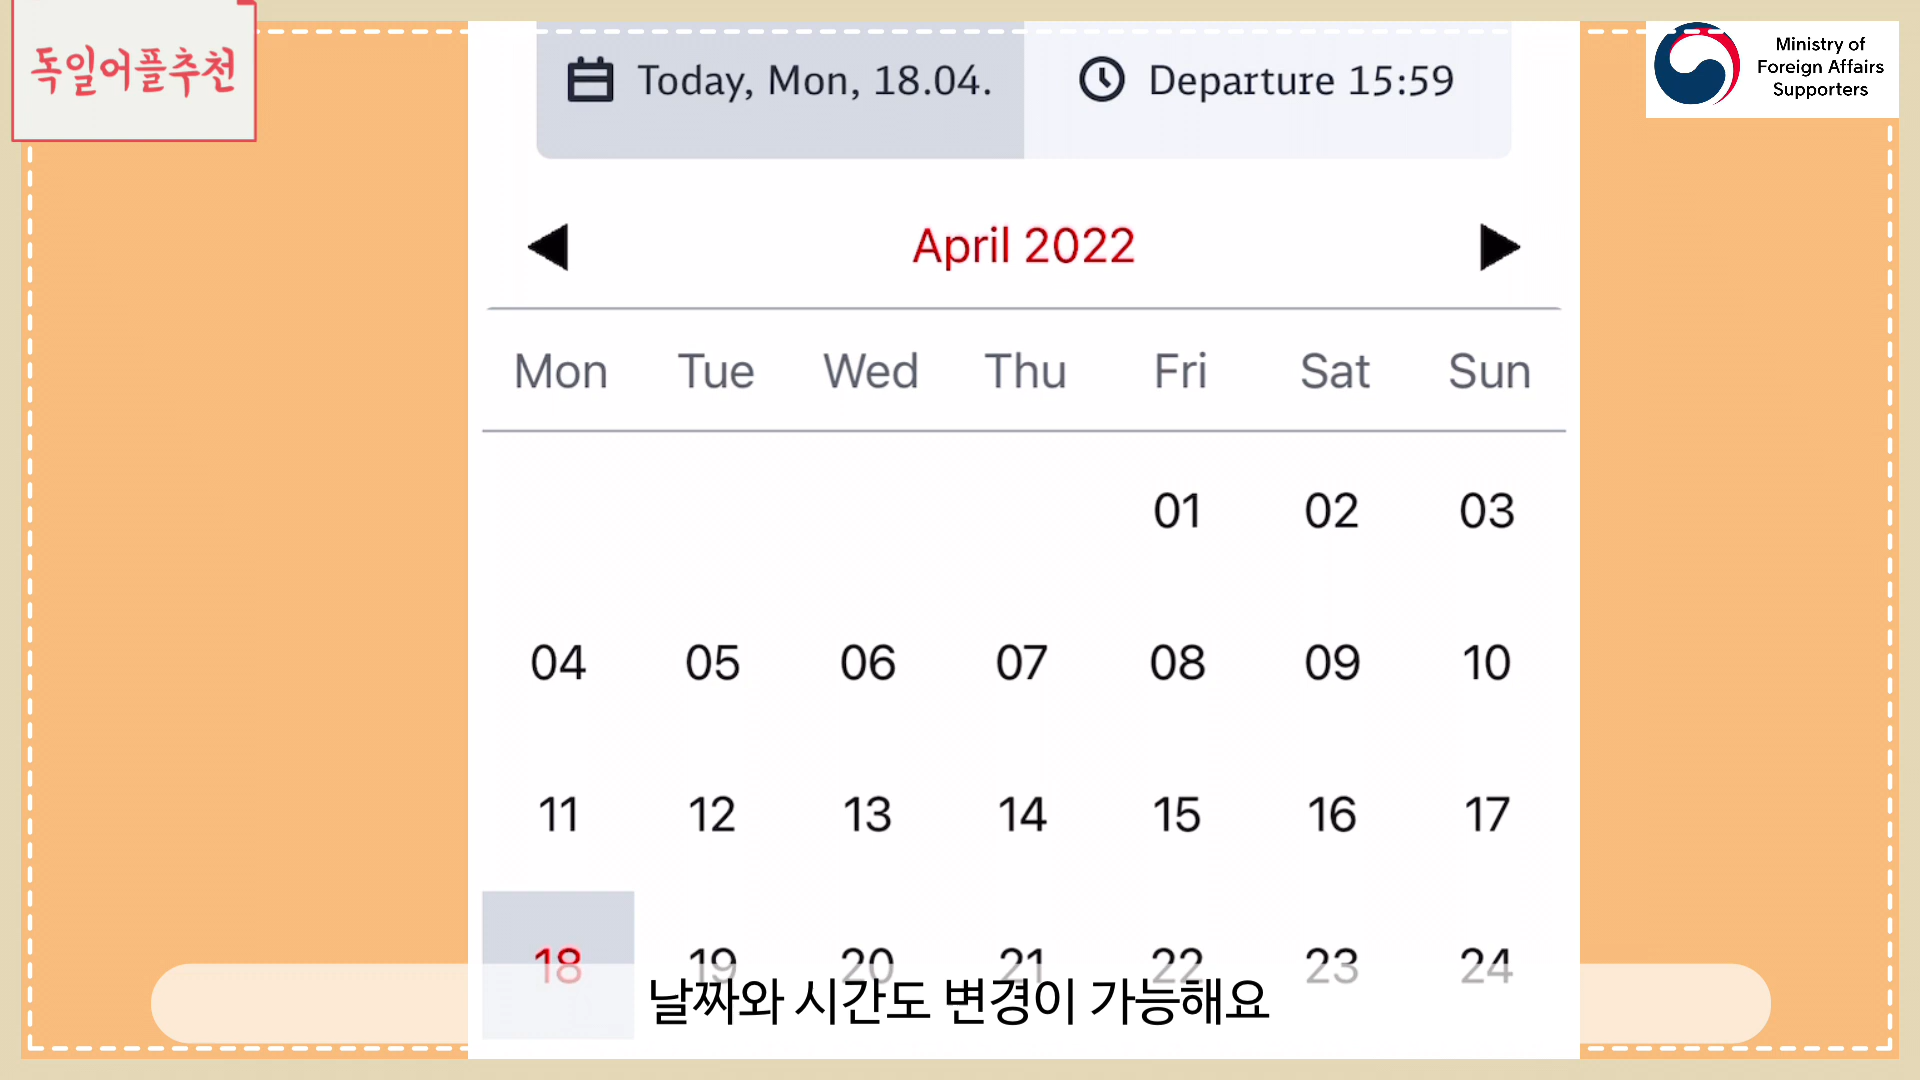 독일어플추천
Ministry of
Foreign Affairs
Supporters
Today, Mon, 18.04.
Departure 15:59
April 2022
Mon Tue Wed Thu Fri Sat Sun
01 02 03
04 05 06 07 08 09 10
11 12 13 14 15 16 17
18 19 20 21 22 23 24
날짜와 시간도 변경이 가능해요